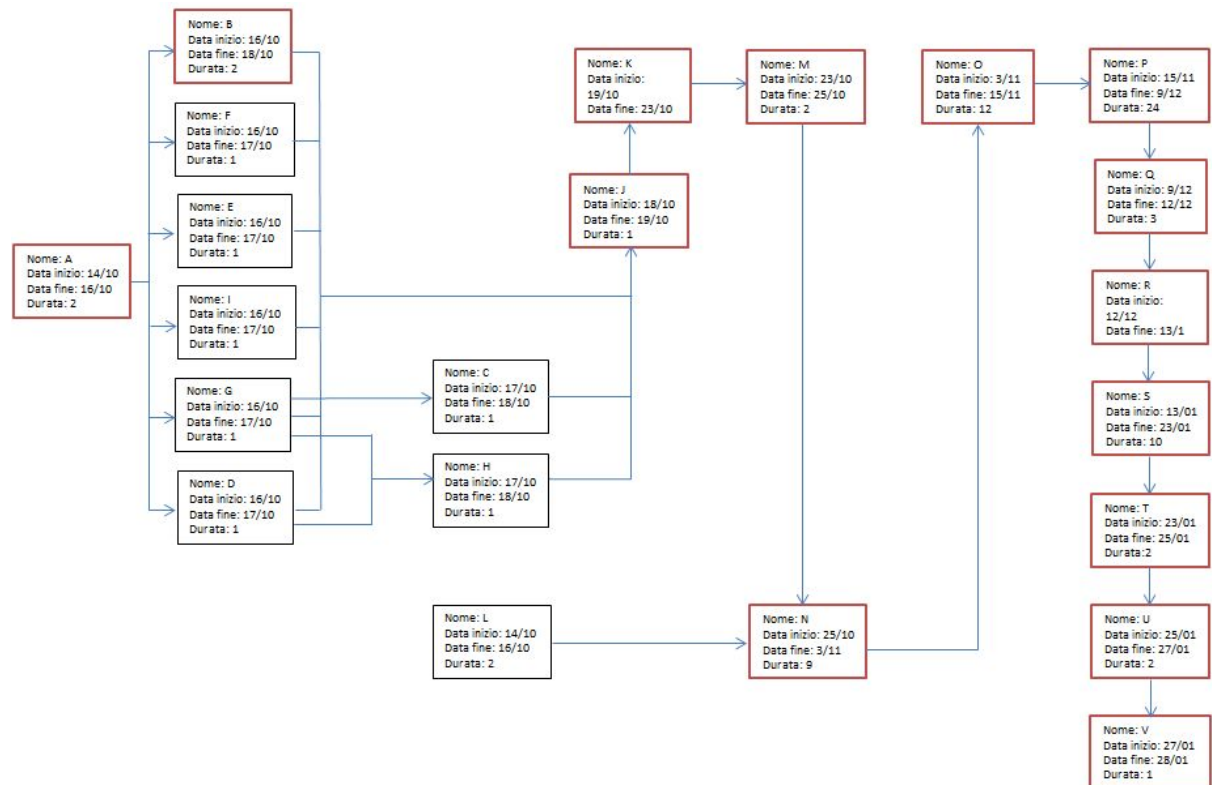 Nome: B
Data inizio: 16/10
Data fine: 18/10
Durata: 2
Nome: F
Data inizio: 16/10
Data fine: 17/10
Durata: 1
Nome: E
Data inizio: 16/10
Data fine: 17/10
Durata: 1
Nome: A
Data inizio: 14/10
Data fine: 16/10
Durata: 2
Nome: I
Data inizio: 16/10
Data fine: 17/10
Durata: 1
Nome: G
Data inizio: 16/10
Data fine: 17/10
Durata: 1
Nome: D
Data inizio: 16/10
Data fine: 17/10
Durata: 1
Nome: C
Data inizio: 17/10
Data fine: 18/10
Durata: 1
Nome: H
Data inizio: 17/10
Data fine: 18/10
Durata: 1
Nome: L
Data inizio: 14/10
Data fine: 16/10
Durata: 2
Nome: K
Data inizio:
19/10
Data fine: 23/10
Nome: J
Data inizio: 18/10
Data fine: 19/10
Durata: 1
Nome: M
Data inizio: 23/10
Data fine: 25/10
Durata: 2
Nome: N
Data inizio: 25/10
Data fine: 3/11
Durata: 9
Nome: O
Data inizio: 3/11
Data fine: 15/11
Durata: 12
Nome: P
Data inizio: 15/11
Data fine: 9/12
Durata: 24
Nome: Q
Data inizio: 9/12
Data fine: 12/12
Durata: 3
Nome: R
Data inizio:
12/12
Data fine: 13/1
Nome: S
Data inizio: 13/01
Data fine: 23/01
Durata: 10
Nome: T
Data inizio: 23/01
Data fine: 25/01
Durata:2
Nome: U
Data inizio: 25/01
Data fine: 27/01
Durata: 2
Nome: V
Data inizio: 27/01
Data fine: 28/01
Durata: 1